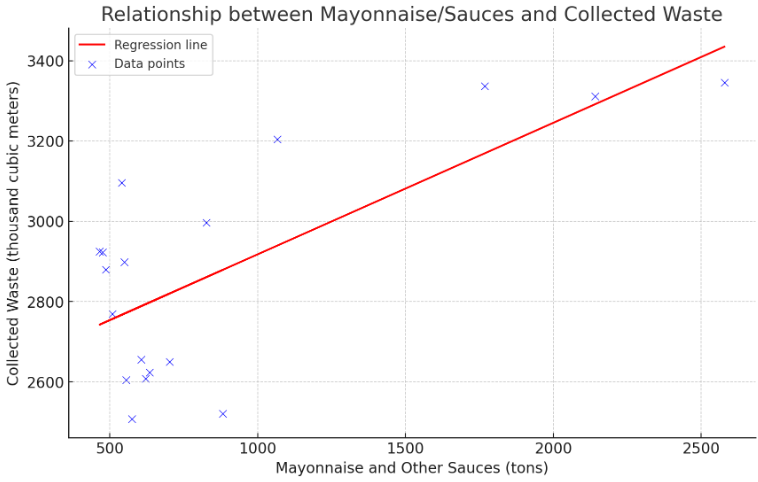 Relationship between Mayonnaise/Sauces and Collected Waste
Regression line
Data points
Collected Waste (thousand cubic meters)
3400
3200
3000
2800
2600
500 1000 1500 2000 2500
Mayonnaise and Other Sauces (tons)